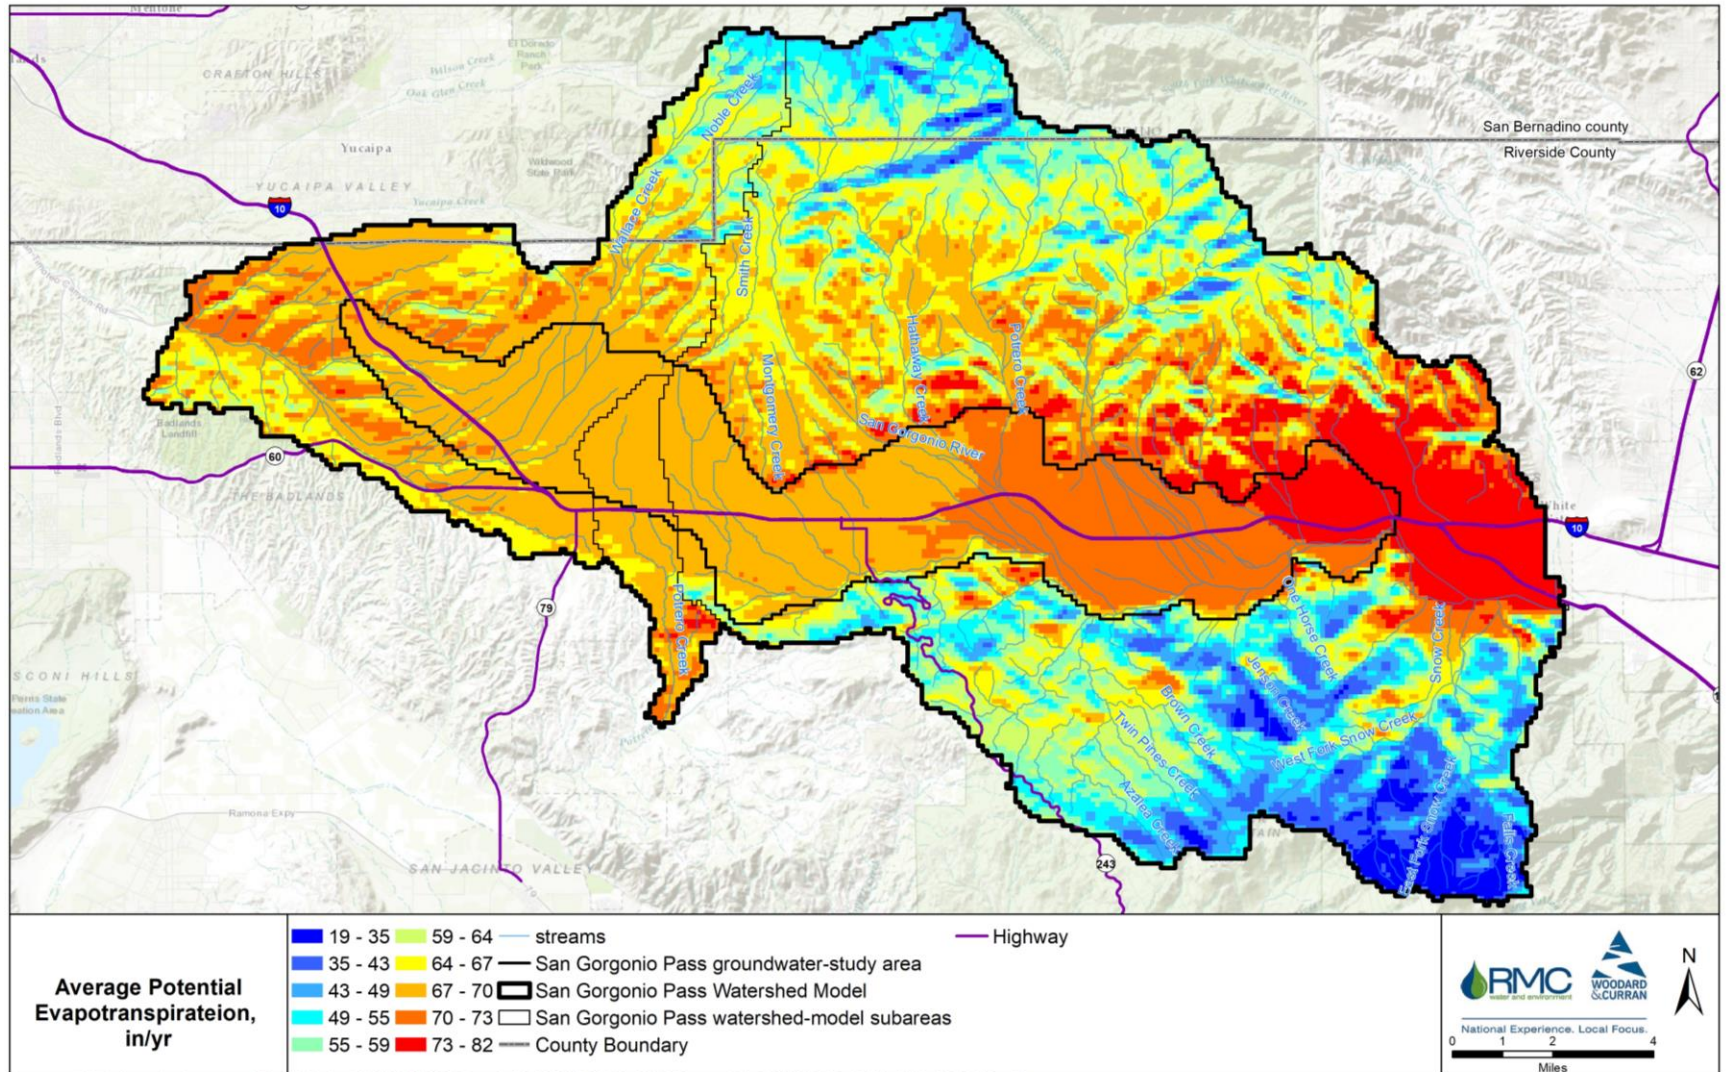 Mentone
El Dorado
Ranch
Park
Wilson Creek
CRAFTON HILLS
Oak Glen Creek
Noble Creek
San Bernadino county
Riverside County
Yucaipa
Wildwood
State Park
YUCAIPA VALLEY
Yucaipa Creek
10
Wallace Creek
Smith Creek
Hathaway Creek
Potrero Creek
Montgomery Creek
San Gorgonio River
62
Badlands
Landfill
60
THE BADLANDS
White
10
79
Potrero Creek
One Horse Creek
Snow Creek
Jenson Creek
Brown Creek
Twin Pines Creek
West Fork Snow Creek
Azalea Creek
East Fork Snow Creek
Falls Creek
Perris State
Ramona Expy
SAN JACINTO VALLEY
243
Average Potential
Evapotranspirateion,
in/yr
19 - 35 59 - 64 streams Highway
35 - 43 64 - 67 San Gorgonio Pass groundwater-study area
43 - 49 67 - 70 San Gorgonio Pass Watershed Model
49 - 55 70 - 73 San Gorgonio Pass watershed-model subareas
55 - 59 73 - 82 County Boundary
RMC
water and environment
WOODARD
&CURRAN
National Experience. Local Focus.
N
0 1 2 4
Miles